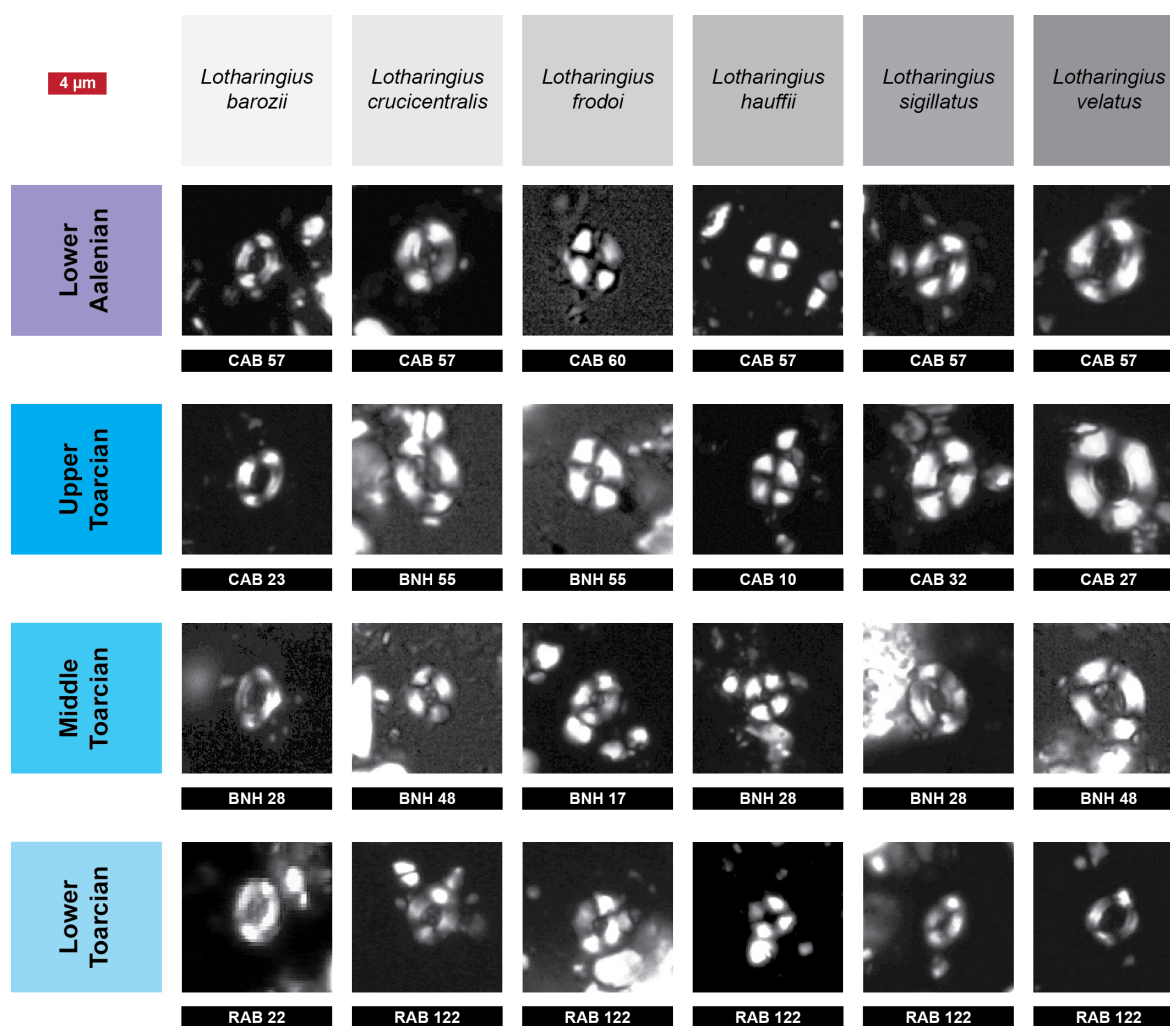 4 µm
Lotharingius
barozii
Lotharingius
crucicentralis
Lotharingius
frodoi
Lotharingius
hauffii
Lotharingius
sigillatus
Lotharingius
velatus
Lower
Aalenian
CAB 57
CAB 57
CAB 60
CAB 57
CAB 57
CAB 57
Upper
Toarcian
CAB 23
BNH 55
BNH 55
CAB 10
CAB 32
CAB 27
Middle
Toarcian
BNH 28
BNH 48
BNH 17
BNH 28
BNH 28
BNH 48
Lower
Toarcian
RAB 22
RAB 122
RAB 122
RAB 122
RAB 122
RAB 122